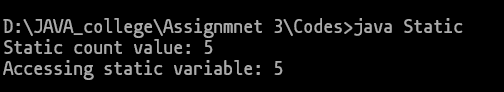 D:\JAVA_college\Assignmnet 3\Codes>java Static
Static count value: 5
Accessing static variable: 5